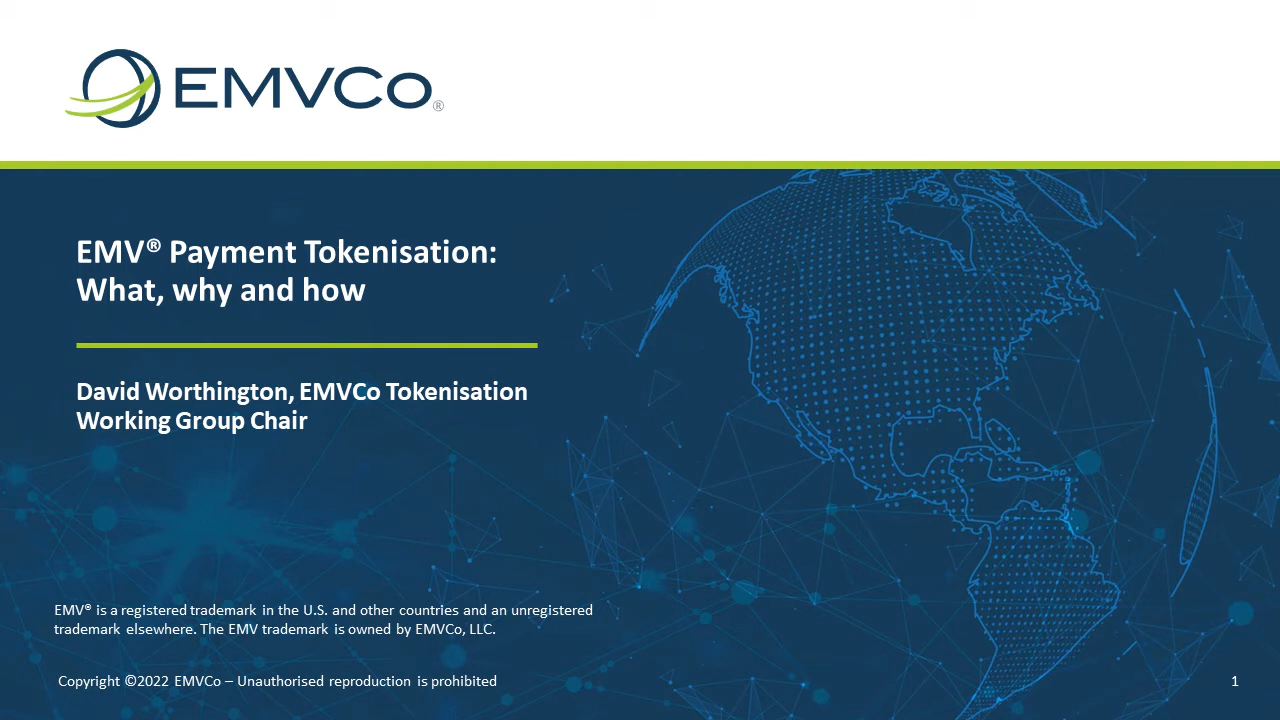 EMVCo®
EMV® Payment Tokenisation:
What, why and how
David Worthington, EMVCo Tokenisation
Working Group Chair
EMV® is a registered trademark in the U.S. and other countries and an unregistered
trademark elsewhere. The EMV trademark is owned by EMVCo, LLC.
Copyright ©2022 EMVCo – Unauthorised reproduction is prohibited
1